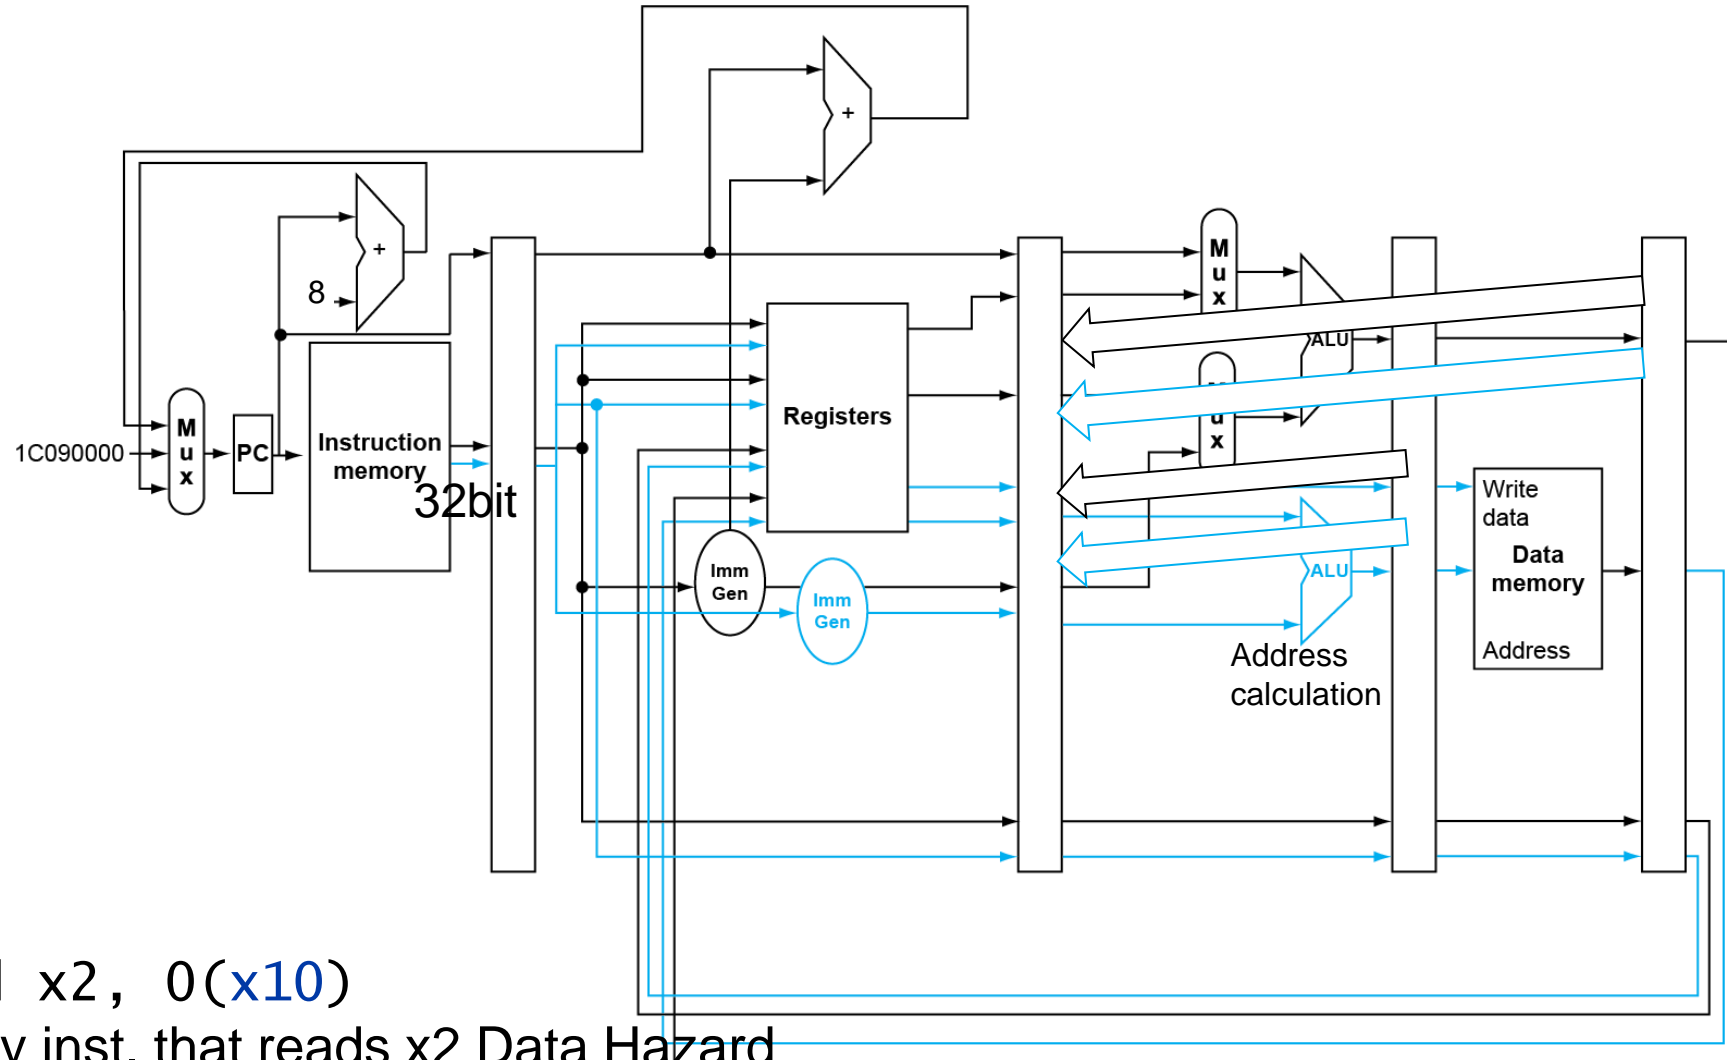 +
+
8
M
u
x
ALU
M
u
x
Registers
M
u
x
1C090000
PC
Instruction
memory
32bit
Imm
Gen
Imm
Gen
ALU
Write
data
Data
memory
Address
Address
calculation
x2, 0(x10)
inst. that reads x2 Data Hazard